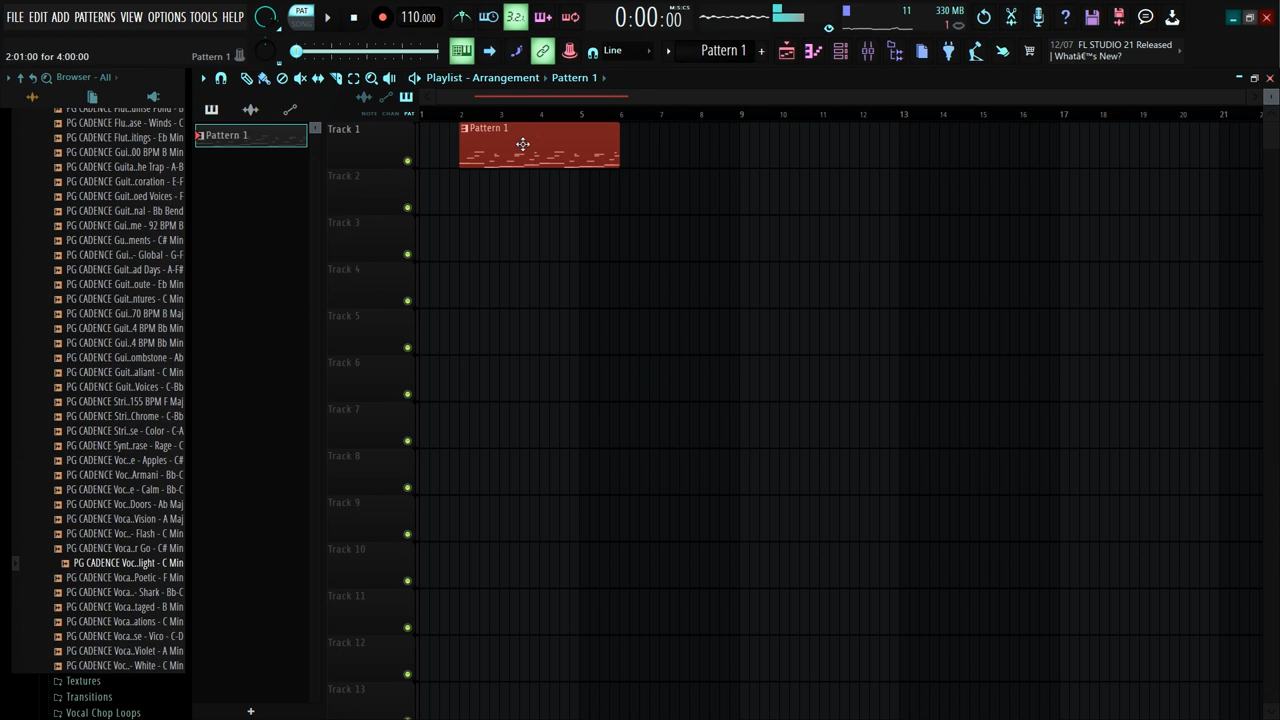 FILE EDIT ADD PATTERNS VIEW OPTIONS TOOLS HELP
PAT
SONG
110.000
3.2.
0:00:00
M:S:CS
11
330 MB
1
2:01:00 for 4:00:00
Pattern 1
Line
Pattern 1
12/07 FL STUDIO 21 Released
| Whatâ€™s New?
Browser - All
Playlist - Arrangement
Pattern 1
NOTE CHAN PAT
1 2 3 4 5 6 7 8 9 10 11 12 13 14 15 16 17 18 19 20 21
PG CADENCE Flu..ase - Winds - C
PG CADENCE Flut..itings - Eb Min
PG CADENCE Gui..00 BPM B Min
PG CADENCE Guita..he Trap - A-B
PG CADENCE Guit..coration - E-F
PG CADENCE Guit..oed Voices - F
PG CADENCE Guit..nal - Bb Bend
PG CADENCE Gui..me - 92 BPM B
PG CADENCE Gu..ments - C# Min
PG CADENCE Gui..- Global - G-F
PG CADENCE Guit..ad Days - A-F#
PG CADENCE Guit..oute - Eb Min
PG CADENCE Guit..ntures - C Min
PG CADENCE Gui..70 BPM B Maj
PG CADENCE Guit..4 BPM Bb Min
PG CADENCE Gui..4 BPM Bb Min
PG CADENCE Gui..ombstone - Ab
PG CADENCE Guit..aliant - C Min
PG CADENCE Guit..Voices - C-Bb
PG CADENCE Stri..155 BPM F Maj
PG CADENCE Stri..Chrome - C-Bb
PG CADENCE Stri..se - Color - C-A
PG CADENCE Synt..rase - Rage - C
PG CADENCE Voc..e - Apples - C#
PG CADENCE Voc..Armani - Bb-C
PG CADENCE Voc..e - Calm - Bb-C
PG CADENCE Voc..Doors - Ab Maj
PG CADENCE Voc..Vision - A Maj
PG CADENCE Voc..- Flash - C Min
PG CADENCE Voca..r Go - C# Min
PG CADENCE Voc..light - C Min
PG CADENCE Voca..Poetic - F Min
PG CADENCE Voca..- Shark - Bb-C
PG CADENCE Voca..taged - B Min
PG CADENCE Voca..ations - C Min
PG CADENCE Voca..se - Vico - C-D
PG CADENCE Voca..Violet - A Min
PG CADENCE Voc..- White - C Min
Textures
Transitions
Vocal Chop Loops
Pattern 1
Track 1
Pattern 1
Track 2
Track 3
Track 4
Track 5
Track 6
Track 7
Track 8
Track 9
Track 10
Track 11
Track 12
Track 13